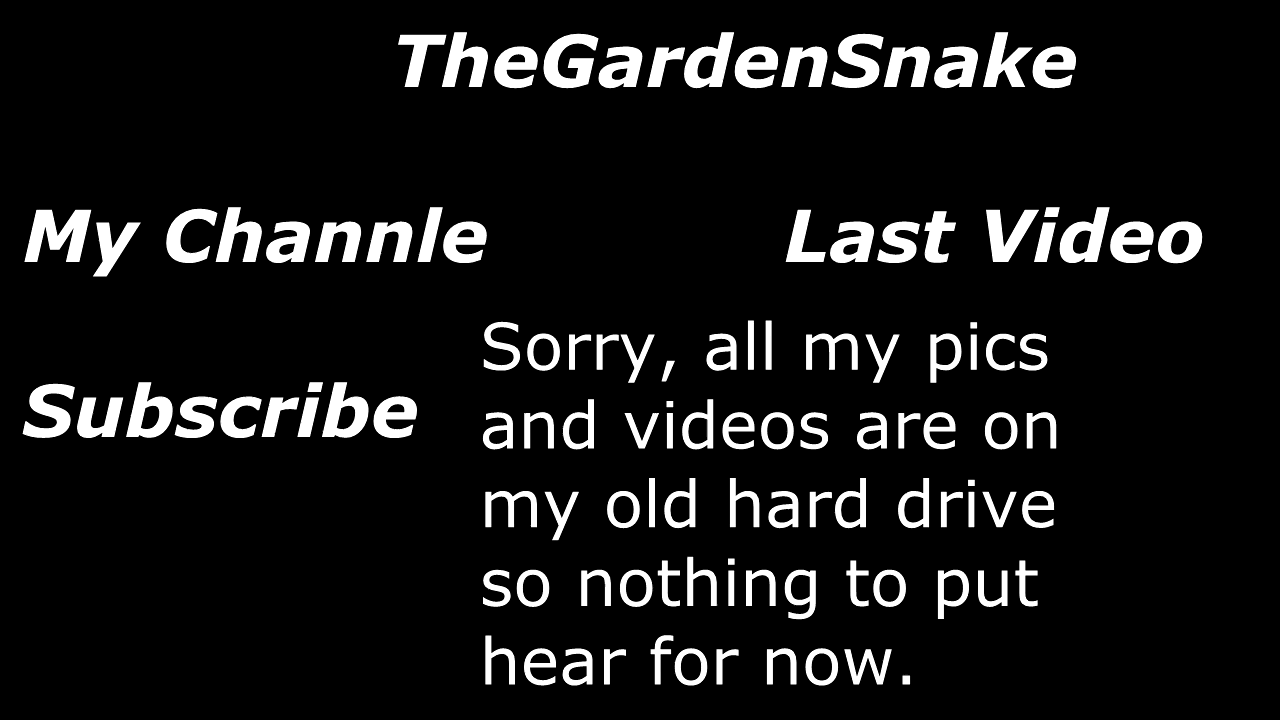 TheGardenSnake
My Channle
Last Video
Subscribe
Sorry, all my pics
and videos are on
my old hard drive
so nothing to put
hear for now.